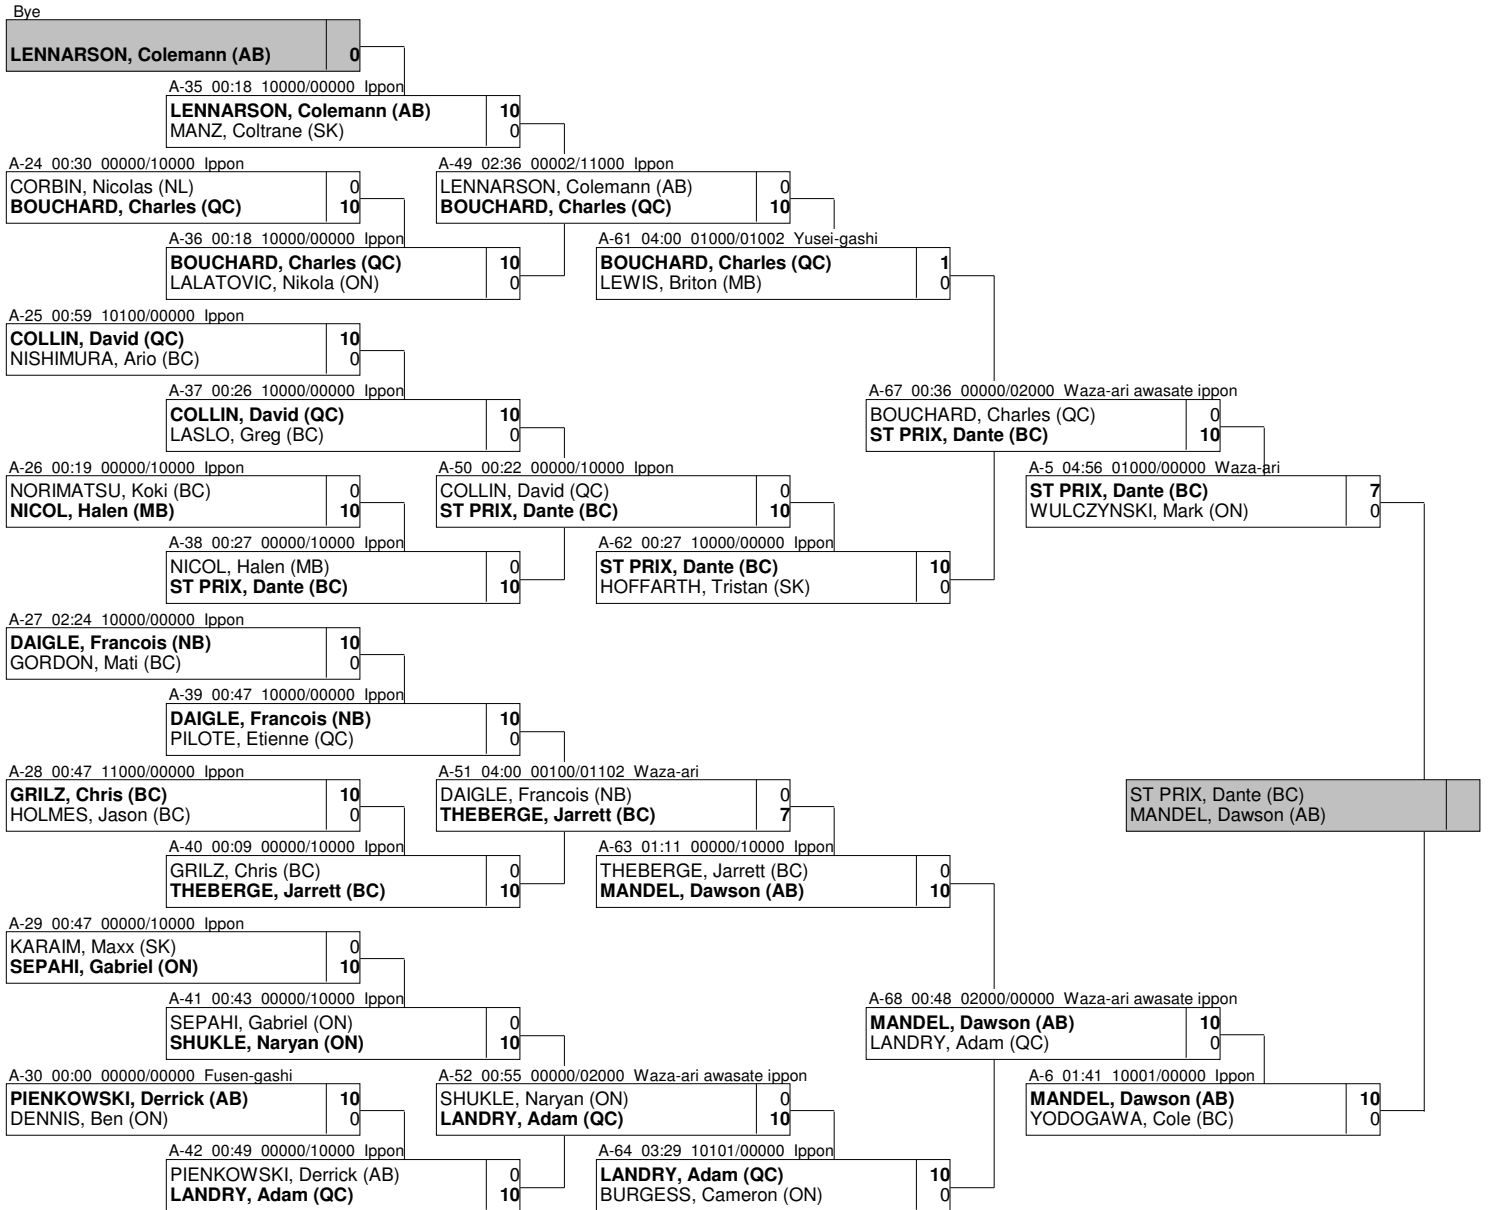 Bye
LENNARSON, Colemann (AB) 0
A-35 00:18 10000/00000 Ippon
LENNARSON, Colemann (AB) 10
MANZ, Coltrane (SK) 0
A-24 00:30 00000/10000 Ippon
CORBIN, Nicolas (NL) 0
BOUCHARD, Charles (QC) 10
A-49 02:36 00002/11000 Ippon
LENNARSON, Colemann (AB) 0
BOUCHARD, Charles (QC) 10
A-36 00:18 10000/00000 Ippon
BOUCHARD, Charles (QC) 10
LALATOVIC, Nikola (ON) 0
A-61 04:00 01000/01002 Yusei-gashi
BOUCHARD, Charles (QC) 1
LEWIS, Briton (MB) 0
A-25 00:59 10100/00000 Ippon
COLLIN, David (QC) 10
NISHIMURA, Ario (BC) 0
A-37 00:26 10000/00000 Ippon
COLLIN, David (QC) 10
LASLO, Greg (BC) 0
A-67 00:36 00000/02000 Waza-ari awasate ippon
BOUCHARD, Charles (QC) 0
ST PRIX, Dante (BC) 10
A-26 00:19 00000/10000 Ippon
NORIMATSU, Koki (BC) 0
NICOL, Halen (MB) 10
A-50 00:22 00000/10000 Ippon
COLLIN, David (QC) 0
ST PRIX, Dante (BC) 10
A-5 04:56 01000/00000 Waza-ari
ST PRIX, Dante (BC) 7
WULCZYNSKI, Mark (ON) 0
A-38 00:27 00000/10000 Ippon
NICOL, Halen (MB) 0
ST PRIX, Dante (BC) 10
A-62 00:27 10000/00000 Ippon
ST PRIX, Dante (BC) 10
HOFFARTH, Tristan (SK) 0
A-27 02:24 10000/00000 Ippon
DAIGLE, Francois (NB) 10
GORDON, Mati (BC) 0
A-39 00:47 10000/00000 Ippon
DAIGLE, Francois (NB) 10
PILOTE, Etienne (QC) 0
A-28 00:47 11000/00000 Ippon
GRILZ, Chris (BC) 10
HOLMES, Jason (BC) 0
A-51 04:00 00100/01102 Waza-ari
DAIGLE, Francois (NB) 0
THEBERGE, Jarrett (BC) 7
ST PRIX, Dante (BC)
MANDEL, Dawson (AB)
A-40 00:09 00000/10000 Ippon
GRILZ, Chris (BC) 0
THEBERGE, Jarrett (BC) 10
A-63 01:11 00000/10000 Ippon
THEBERGE, Jarrett (BC) 0
MANDEL, Dawson (AB) 10
A-29 00:47 00000/10000 Ippon
KARAIM, Maxx (SK) 0
SEPAHI, Gabriel (ON) 10
A-41 00:43 00000/10000 Ippon
SEPAHI, Gabriel (ON) 0
SHUKLE, Naryan (ON) 10
A-68 00:48 02000/00000 Waza-ari awasate ippon
MANDEL, Dawson (AB) 10
LANDRY, Adam (QC) 0
A-30 00:00 00000/00000 Fusen-gashi
PIENKOWSKI, Derrick (AB) 10
DENNIS, Ben (ON) 0
A-52 00:55 00000/02000 Waza-ari awasate ippon
SHUKLE, Naryan (ON) 0
LANDRY, Adam (QC) 10
A-6 01:41 10001/00000 Ippon
MANDEL, Dawson (AB) 10
YODOGAWA, Cole (BC) 0
A-42 00:49 00000/10000 Ippon
PIENKOWSKI, Derrick (AB) 0
LANDRY, Adam (QC) 10
A-64 03:29 10101/00000 Ippon
LANDRY, Adam (QC) 10
BURGESS, Cameron (ON) 0